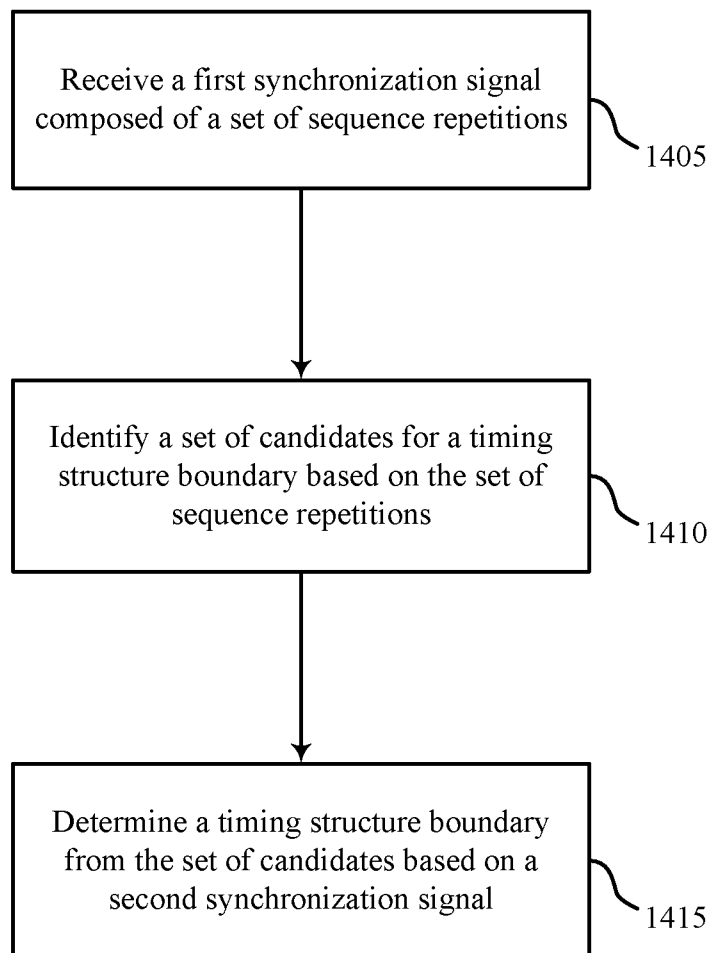 Receive a first synchronization signal
composed of a set of sequence repetitions
1405
Identify a set of candidates for a timing
structure boundary based on the set of
sequence repetitions
1410
Determine a timing structure boundary
from the set of candidates based on a
second synchronization signal
1415